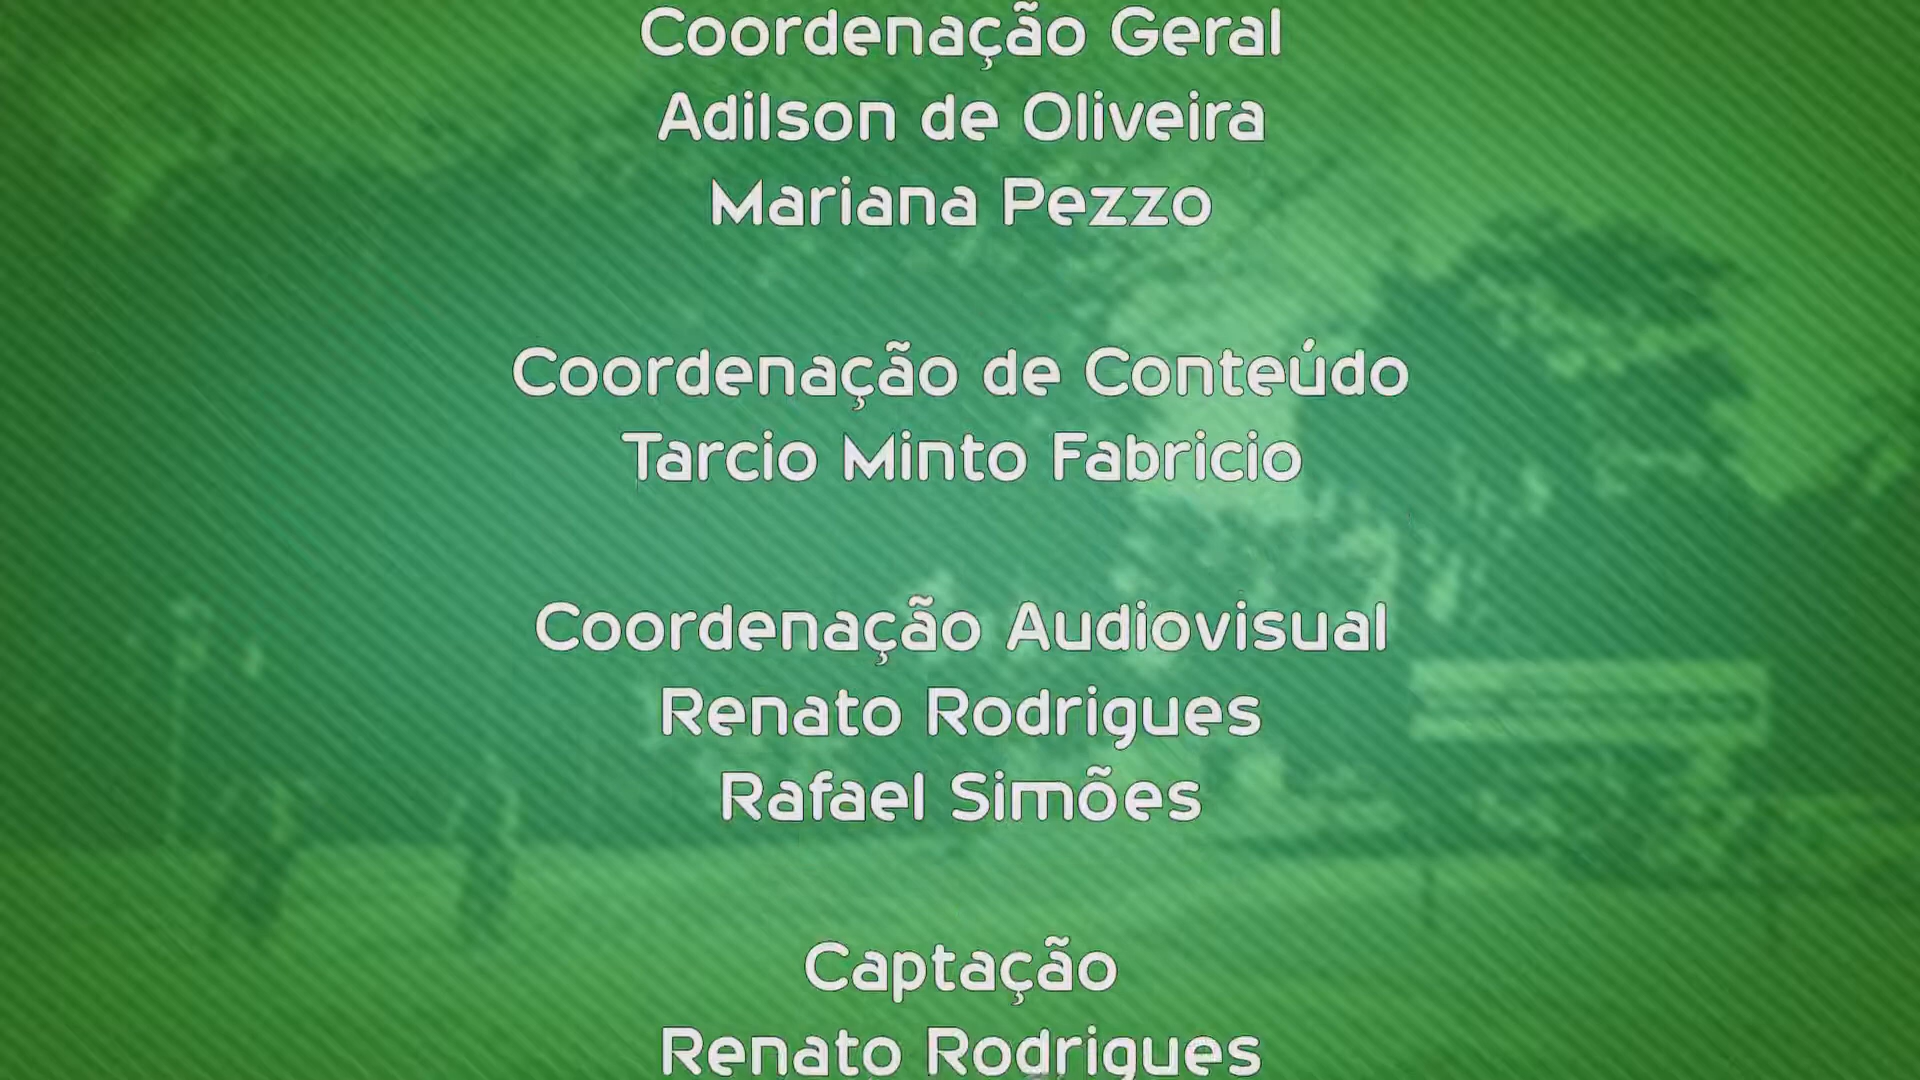 Coordenação Geral
Adilson de Oliveira
Mariana Pezzo
Coordenação de Conteúdo
Tarcio Minto Fabricio
Coordenação Audiovisual
Renato Rodrigues
Rafael Simões
Captação
Renato Rodrigues